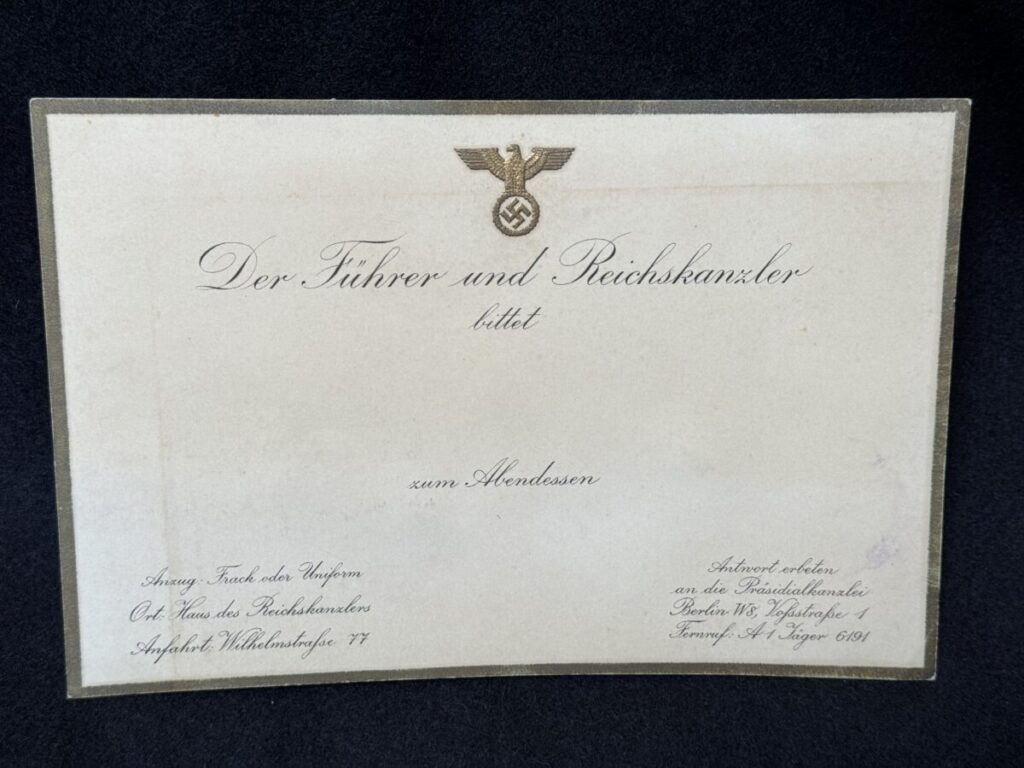 Der Führer und Reichskanzler
bittet
zum Abendessen
Anzug: Frack oder Uniform
Ort: Haus des Reichskanzlers
Anfahrt: Wilhelmstraße 77
Antwort erbeten
an die Präsidialkanzlei
Berlin W8, Voßstraße 1
Fernruf: A 1 Jäger 6191